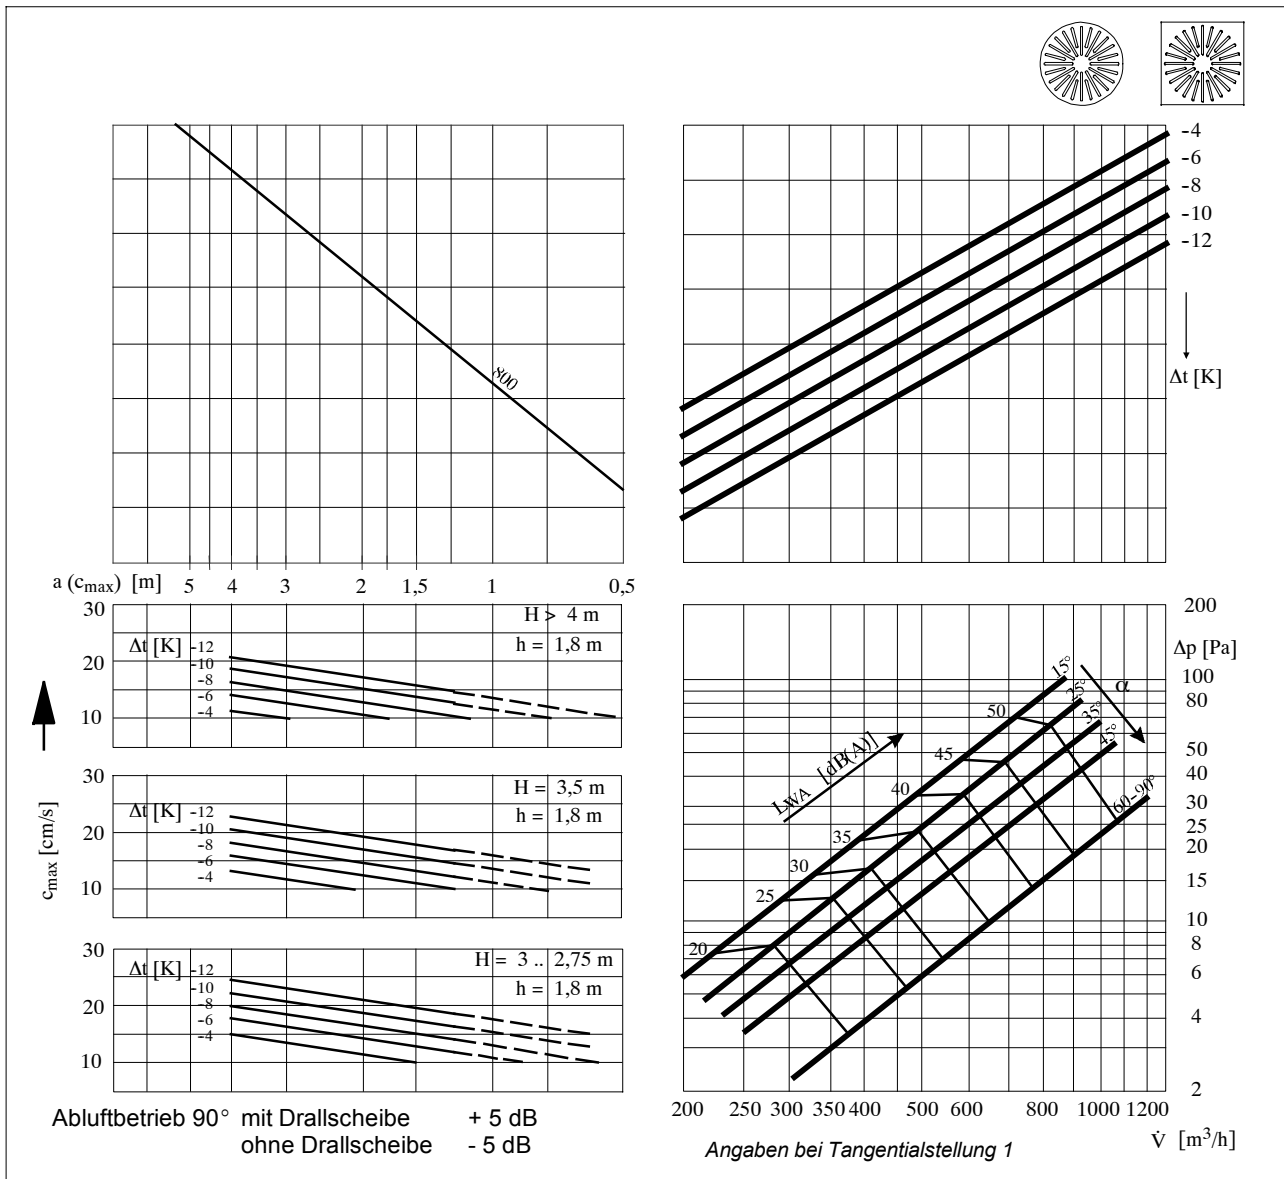 -4
-6
-8
-10
-12
Δt [K]
800
a (cmax) [m] 5 4 3 2 1,5 1 0,5
30
20
10
Δt [K]
-12
-10
-8
-6
-4
H > 4 m
h = 1,8 m
30
20
10
Δt [K]
-12
-10
-8
-6
-4
H = 3,5 m
h = 1,8 m
30
20
10
Δt [K]
-12
-10
-8
-6
-4
H = 3 .. 2,75 m
h = 1,8 m
cmax [cm/s]
200
Δp [Pa]
100
80
50
40
30
25
20
15
10
8
6
4
2
15°
25°
35°
45°
60-90°
α
LWA [dB(A)]
50
45
40
35
30
25
20
200 250 300 350 400 500 600 800 1000 1200
V̇ [m³/h]
Abluftbetrieb 90° mit Drallscheibe + 5 dB
ohne Drallscheibe - 5 dB
Angaben bei Tangentialstellung 1